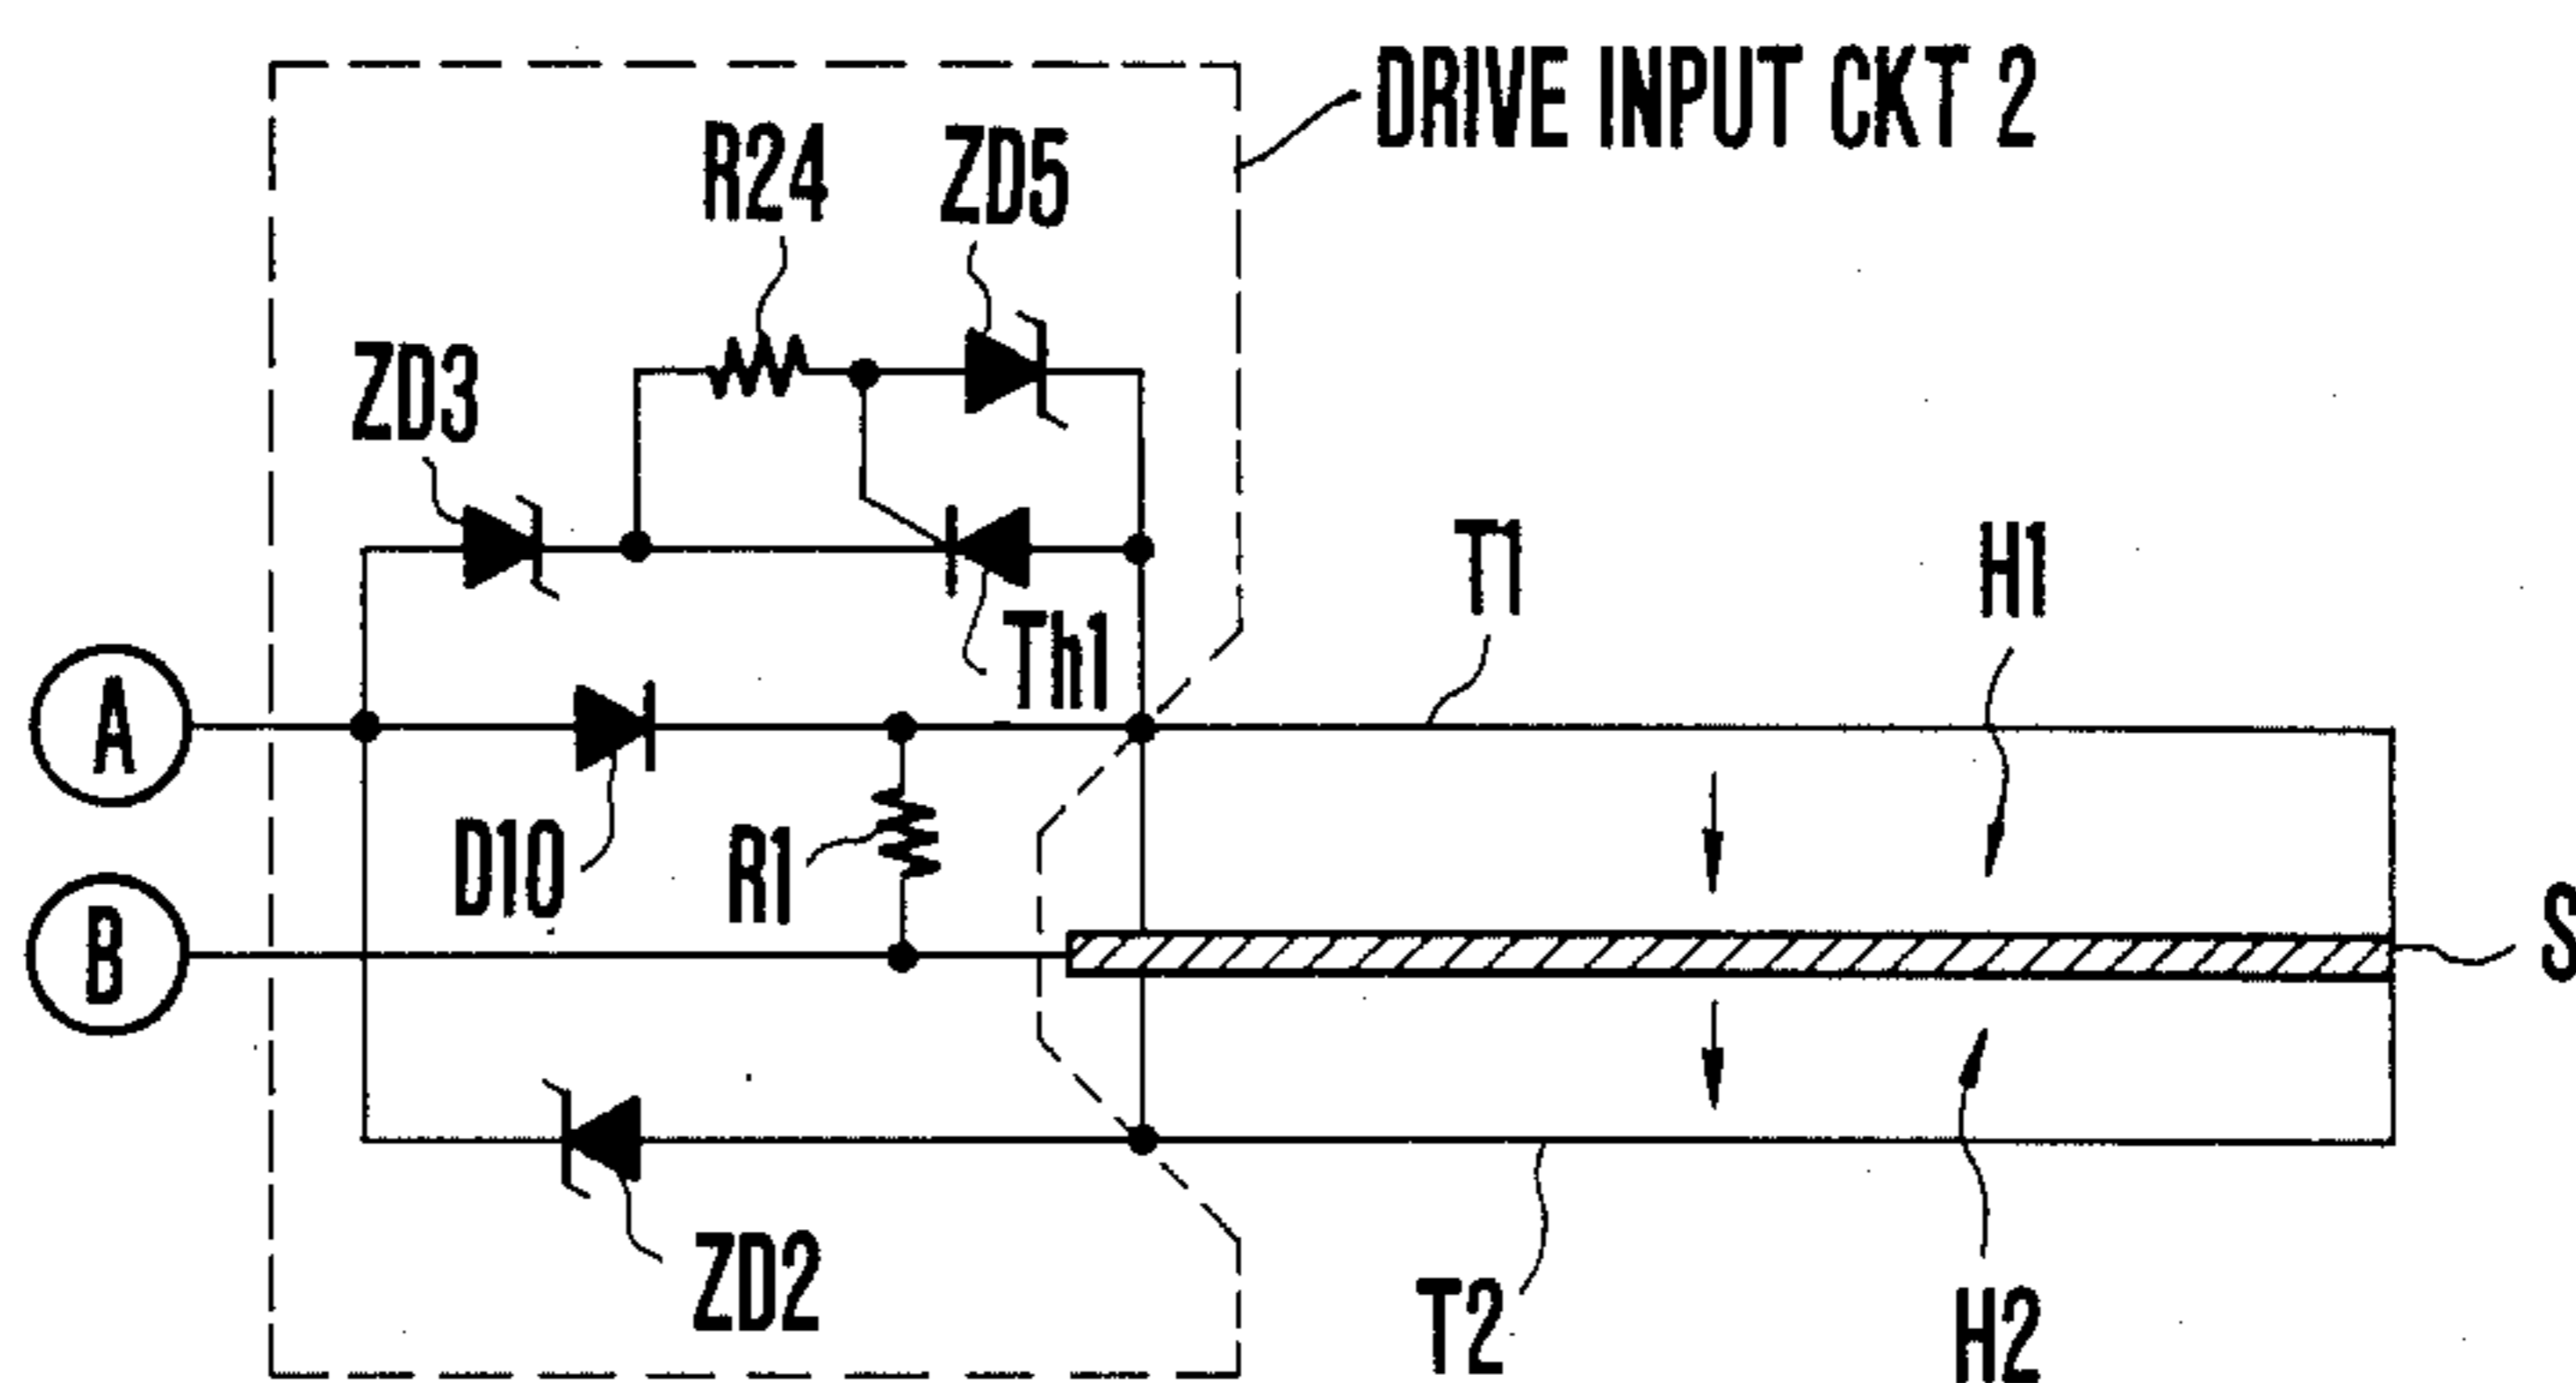 DRIVE INPUT CKT 2
R24
ZD5
ZD3
T1
H1
Th1
A
D10
R1
B
S
ZD2
T2
H2